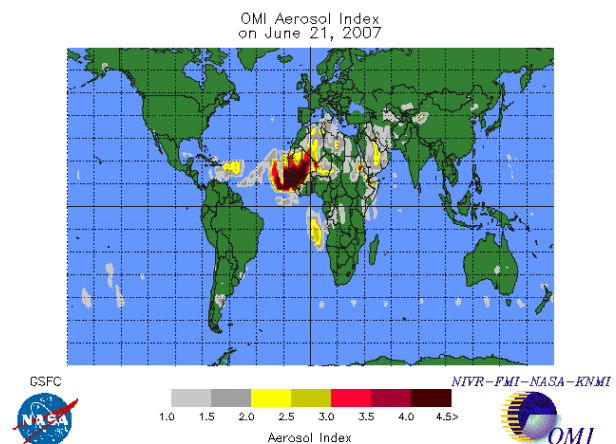 OMI Aerosol Index
on June 21, 2007
GSFC
NIVR-FMI-NASA-KNMI
NASA
1.0 1.5 2.0 2.5 3.0 3.5 4.0 4.5>
Aerosol Index
OMI